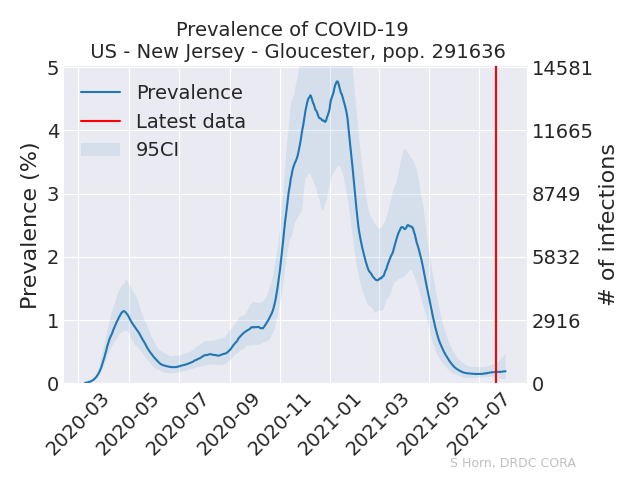 Prevalence of COVID-19
US - New Jersey - Gloucester, pop. 291636
Prevalence (%)
5
4
3
2
1
0
Prevalence
Latest data
95CI
14581
11665
8749
5832
2916
0
# of infections
2020-03
2020-05
2020-07
2020-09
2020-11
2021-01
2021-03
2021-05
2021-07
S Horn, DRDC CORA